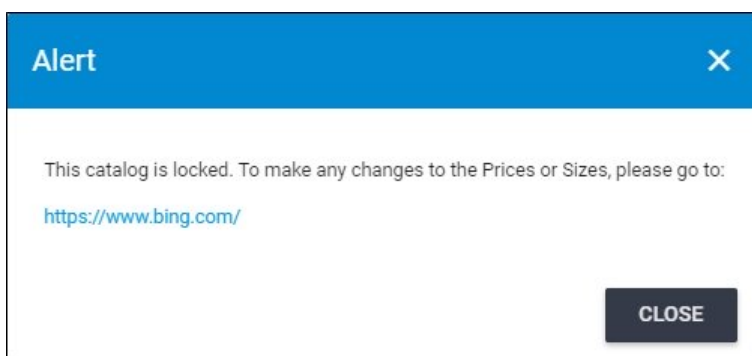 Alert
This catalog is locked. To make any changes to the Prices or Sizes, please go to:
https://www.bing.com/
CLOSE